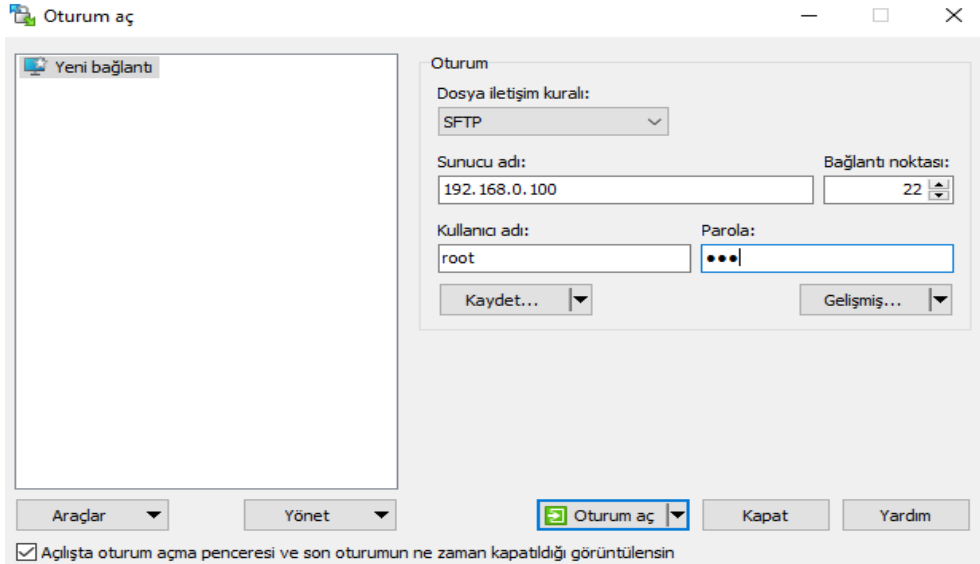 Oturum aç
Yeni bağlantı
Oturum
Dosya iletişim kuralı:
SFTP
Sunucu adı:
Bağlantı noktası:
192.168.0.100
22
Kullanıcı adı:
Parola:
root
•••
Kaydet...
Gelişmiş...
Araçlar
Yönet
Oturum aç
Kapat
Yardım
Açılışta oturum açma penceresi ve son oturumun ne zaman kapatıldığı görüntülensin